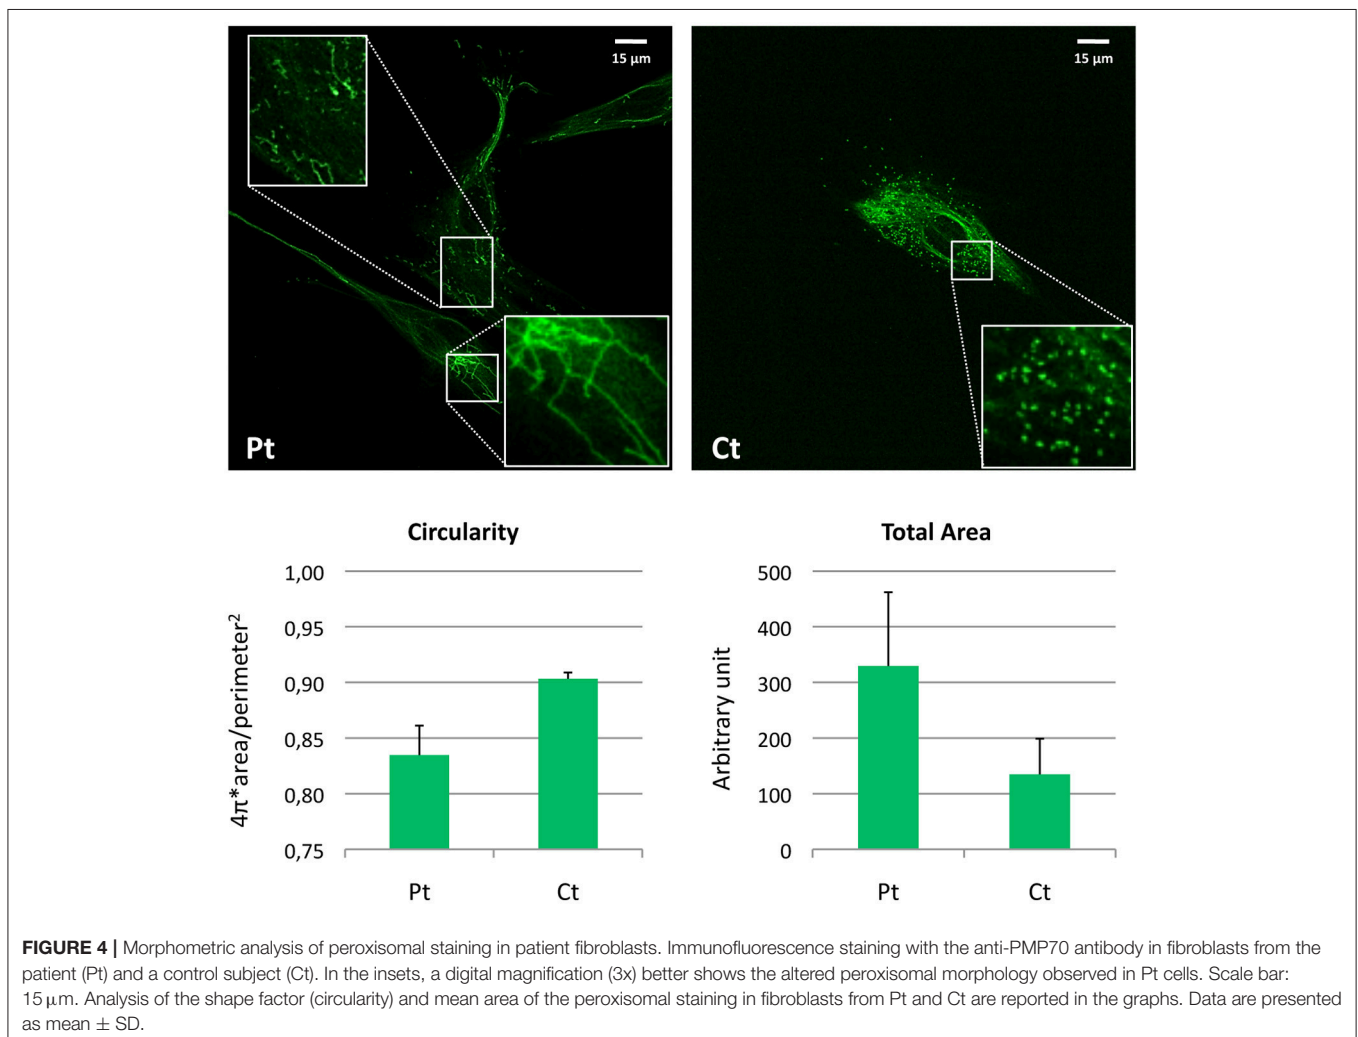 15 μm
15 μm
Pt
Ct
Circularity
Total Area
1,00
0,95
0,90
0,85
0,80
0,75
4π*area/perimeter²
Pt
Ct
500
400
300
200
100
0
Arbitrary unit
Pt
Ct
FIGURE 4 | Morphometric analysis of peroxisomal staining in patient fibroblasts. Immunofluorescence staining with the anti-PMP70 antibody in fibroblasts from the
patient (Pt) and a control subject (Ct). In the insets, a digital magnification (3x) better shows the altered peroxisomal morphology observed in Pt cells. Scale bar:
15 μm. Analysis of the shape factor (circularity) and mean area of the peroxisomal staining in fibroblasts from Pt and Ct are reported in the graphs. Data are presented
as mean ± SD.